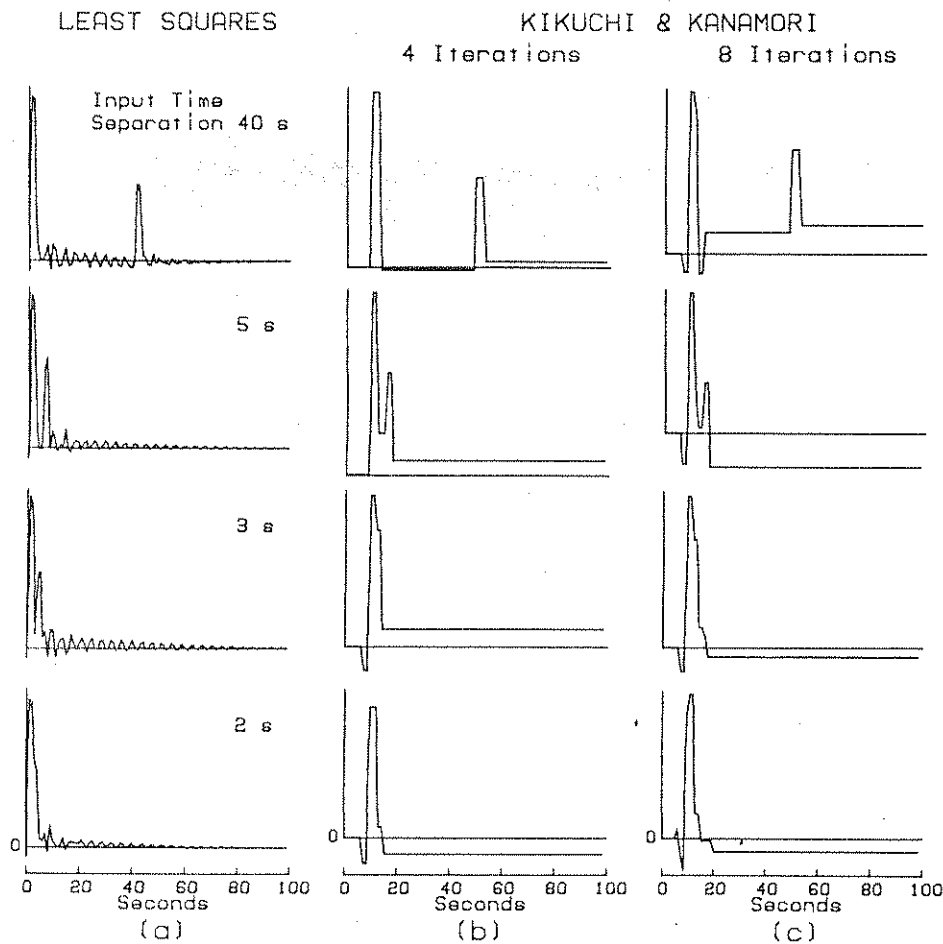 LEAST SQUARES
KIKUCHI & KANAMORI
4 Iterations
8 Iterations
Input Time
Separation 40 s
5 s
3 s
2 s
0
0
0
0 20 40 60 80 100
0 20 40 60 80 100
0 20 40 60 80 100
Seconds
Seconds
Seconds
(a)
(b)
(c)